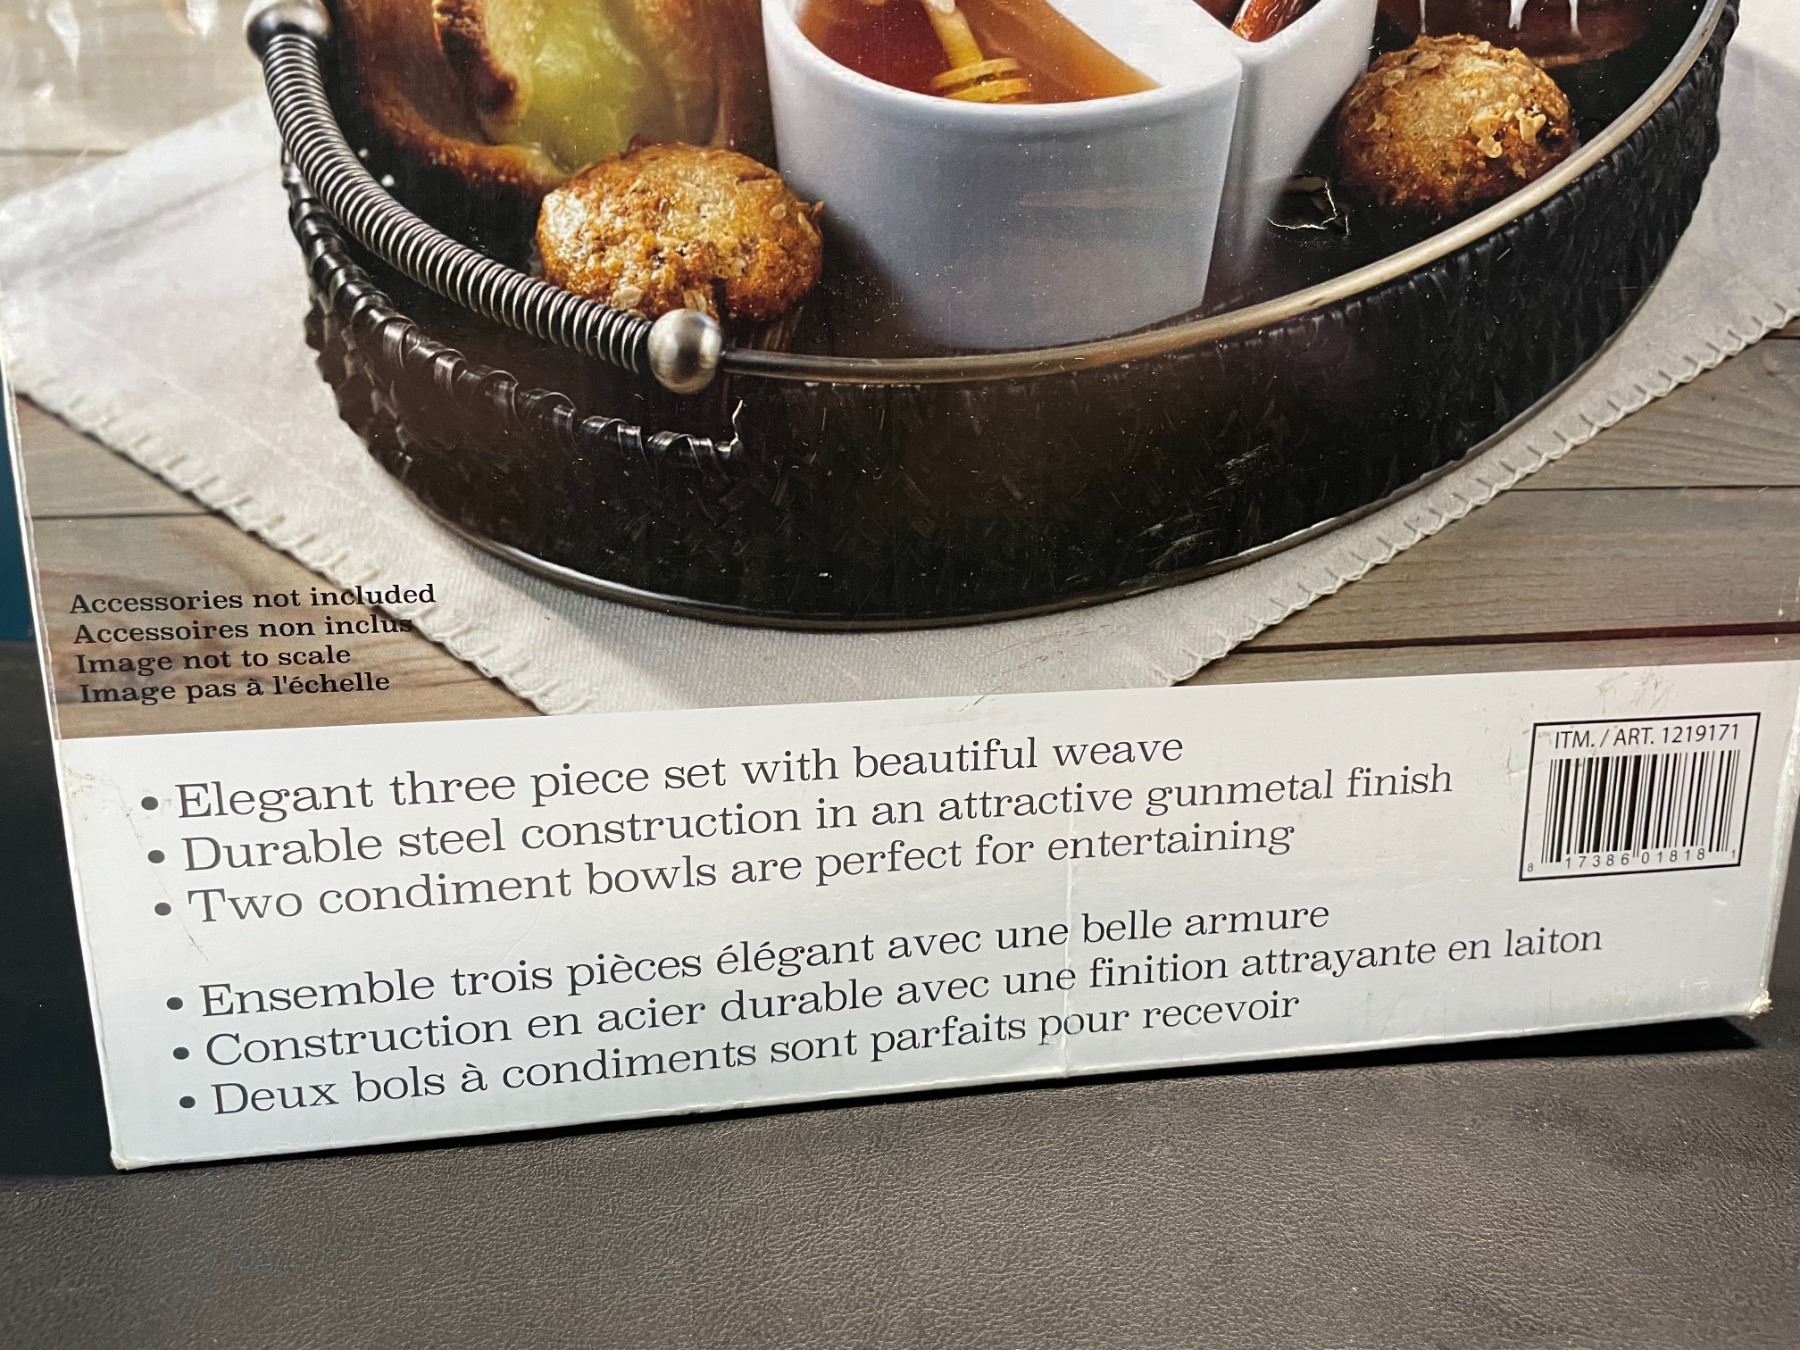 Accessories not included
Accessoires non inclus
Image not to scale
Image pas à l'échelle
• Elegant three piece set with beautiful weave
• Durable steel construction in an attractive gunmetal finish
• Two condiment bowls are perfect for entertaining
ITM. / ART. 1219171
8 17386 01818 1
• Ensemble trois pièces élégant avec une belle armure
• Construction en acier durable avec une finition attrayante en laiton
• Deux bols à condiments sont parfaits pour recevoir